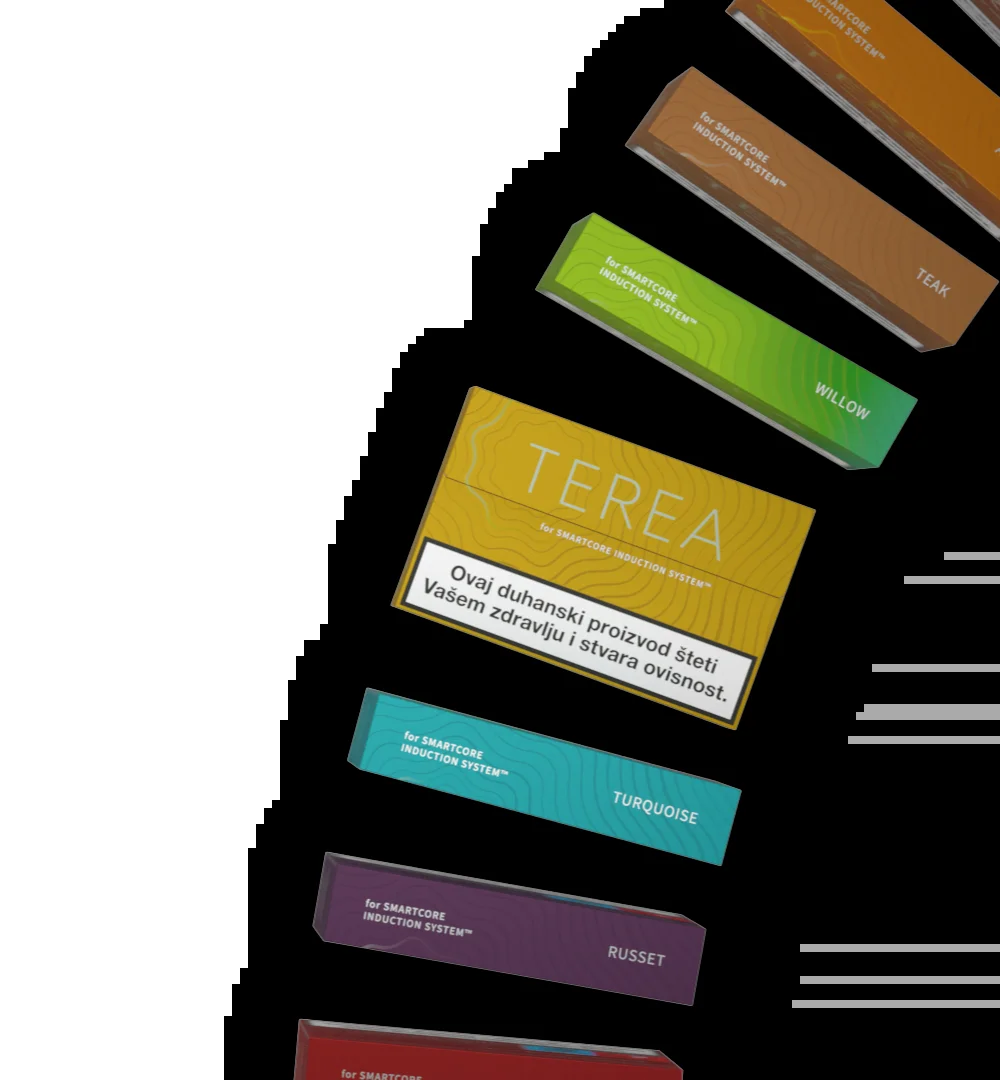 SMARTCORE
INDUCTION SYSTEM™
for SMARTCORE
INDUCTION SYSTEM™
TEAK
for SMARTCORE
INDUCTION SYSTEM™
WILLOW
TEREA
for SMARTCORE INDUCTION SYSTEM™
Ovaj duhanski proizvod šteti
Vašem zdravlju i stvara ovisnost.
for SMARTCORE
INDUCTION SYSTEM™
TURQUOISE
for SMARTCORE
INDUCTION SYSTEM™
RUSSET
for SMARTCORE